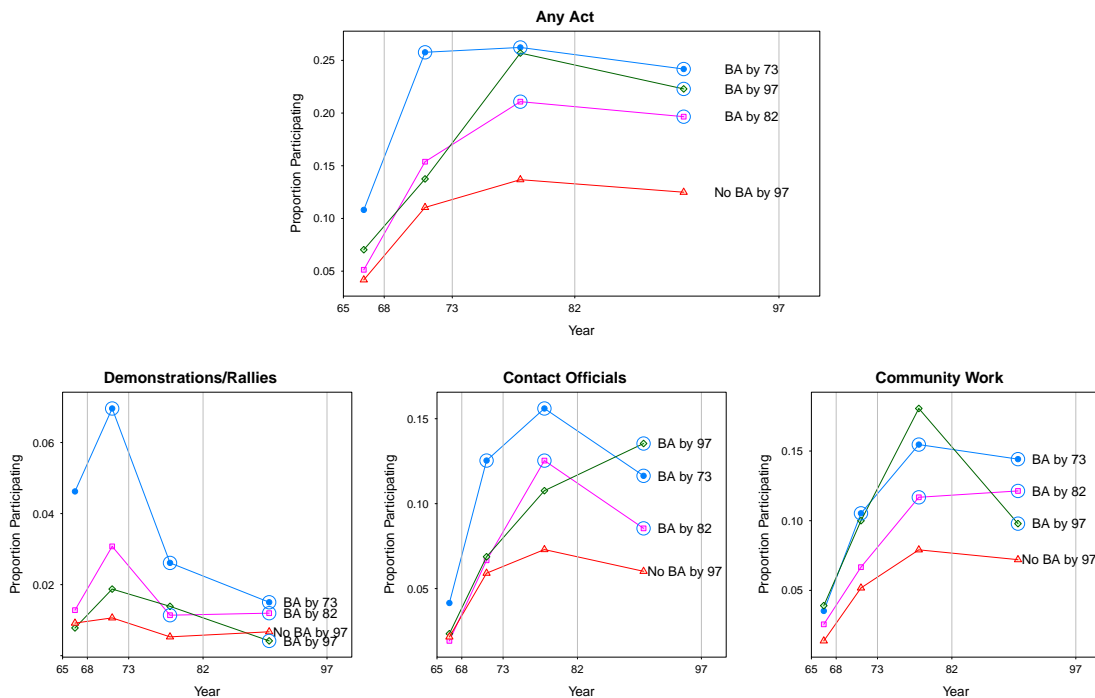 Any Act
Proportion Participating
0.25
0.20
0.15
0.10
0.05
BA by 73
BA by 97
BA by 82
No BA by 97
65 68 73 82 97
Year
Demonstrations/Rallies
Proportion Participating
0.06
0.04
0.02
BA by 73
BA by 82
No BA by 97
BA by 97
65 68 73 82 97
Year
Contact Officials
Proportion Participating
0.15
0.10
0.05
BA by 97
BA by 73
BA by 82
No BA by 97
65 68 73 82 97
Year
Community Work
Proportion Participating
0.15
0.10
0.05
BA by 73
BA by 82
BA by 97
No BA by 97
65 68 73 82 97
Year